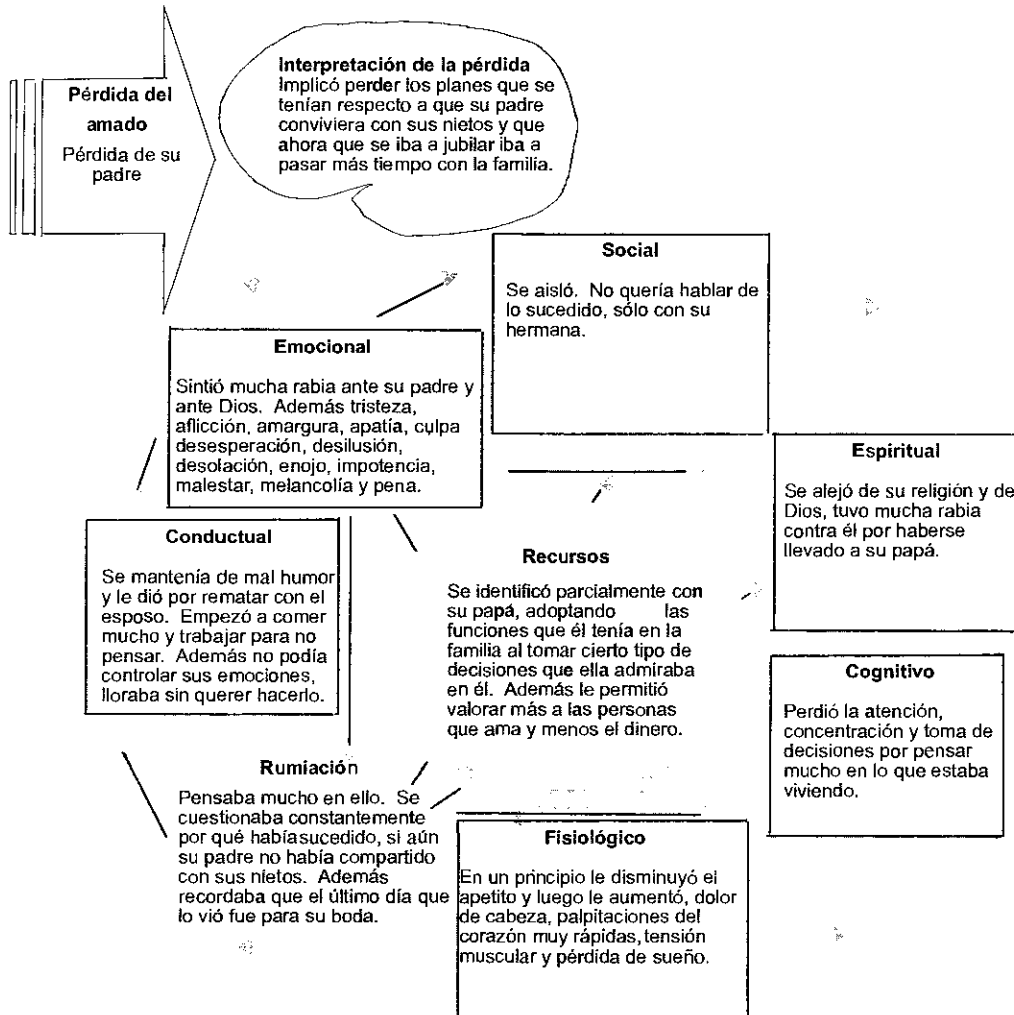 Pérdida del
amado
Pérdida de su
padre
Interpretación de la pérdida
Implicó perder los planes que se
tenían respecto a que su padre
conviviera con sus nietos y que
ahora que se iba a jubilar iba a
pasar más tiempo con la familia.
Social
Se aisló. No quería hablar de
lo sucedido, sólo con su
hermana.
Emocional
Sintió mucha rabia ante su padre y
ante Dios. Además tristeza,
aflicción, amargura, apatía, culpa
desesperación, desilusión,
desolación, enojo, impotencia,
malestar, melancolía y pena.
Espiritual
Se alejó de su religión y de
Dios, tuvo mucha rabia
contra él por haberse
llevado a su papá.
Conductual
Se mantenía de mal humor
y le dió por rematar con el
esposo. Empezó a comer
mucho y trabajar para no
pensar. Además no podía
controlar sus emociones,
lloraba sin querer hacerlo.
Recursos
Se identificó parcialmente con
su papá, adoptando las
funciones que él tenía en la
familia al tomar cierto tipo de
decisiones que ella admiraba
en él. Además le permitió
valorar más a las personas
que ama y menos el dinero.
Cognitivo
Perdió la atención,
concentración y toma de
decisiones por pensar
mucho en lo que estaba
viviendo.
Rumiación
Pensaba mucho en ello. Se
cuestionaba constantemente
por qué había sucedido, si aún
su padre no había compartido
con sus nietos. Además
recordaba que el último día que
lo vió fue para su boda.
Fisiológico
En un principio le disminuyó el
apetito y luego le aumentó, dolor
de cabeza, palpitaciones del
corazón muy rápidas, tensión
muscular y pérdida de sueño.